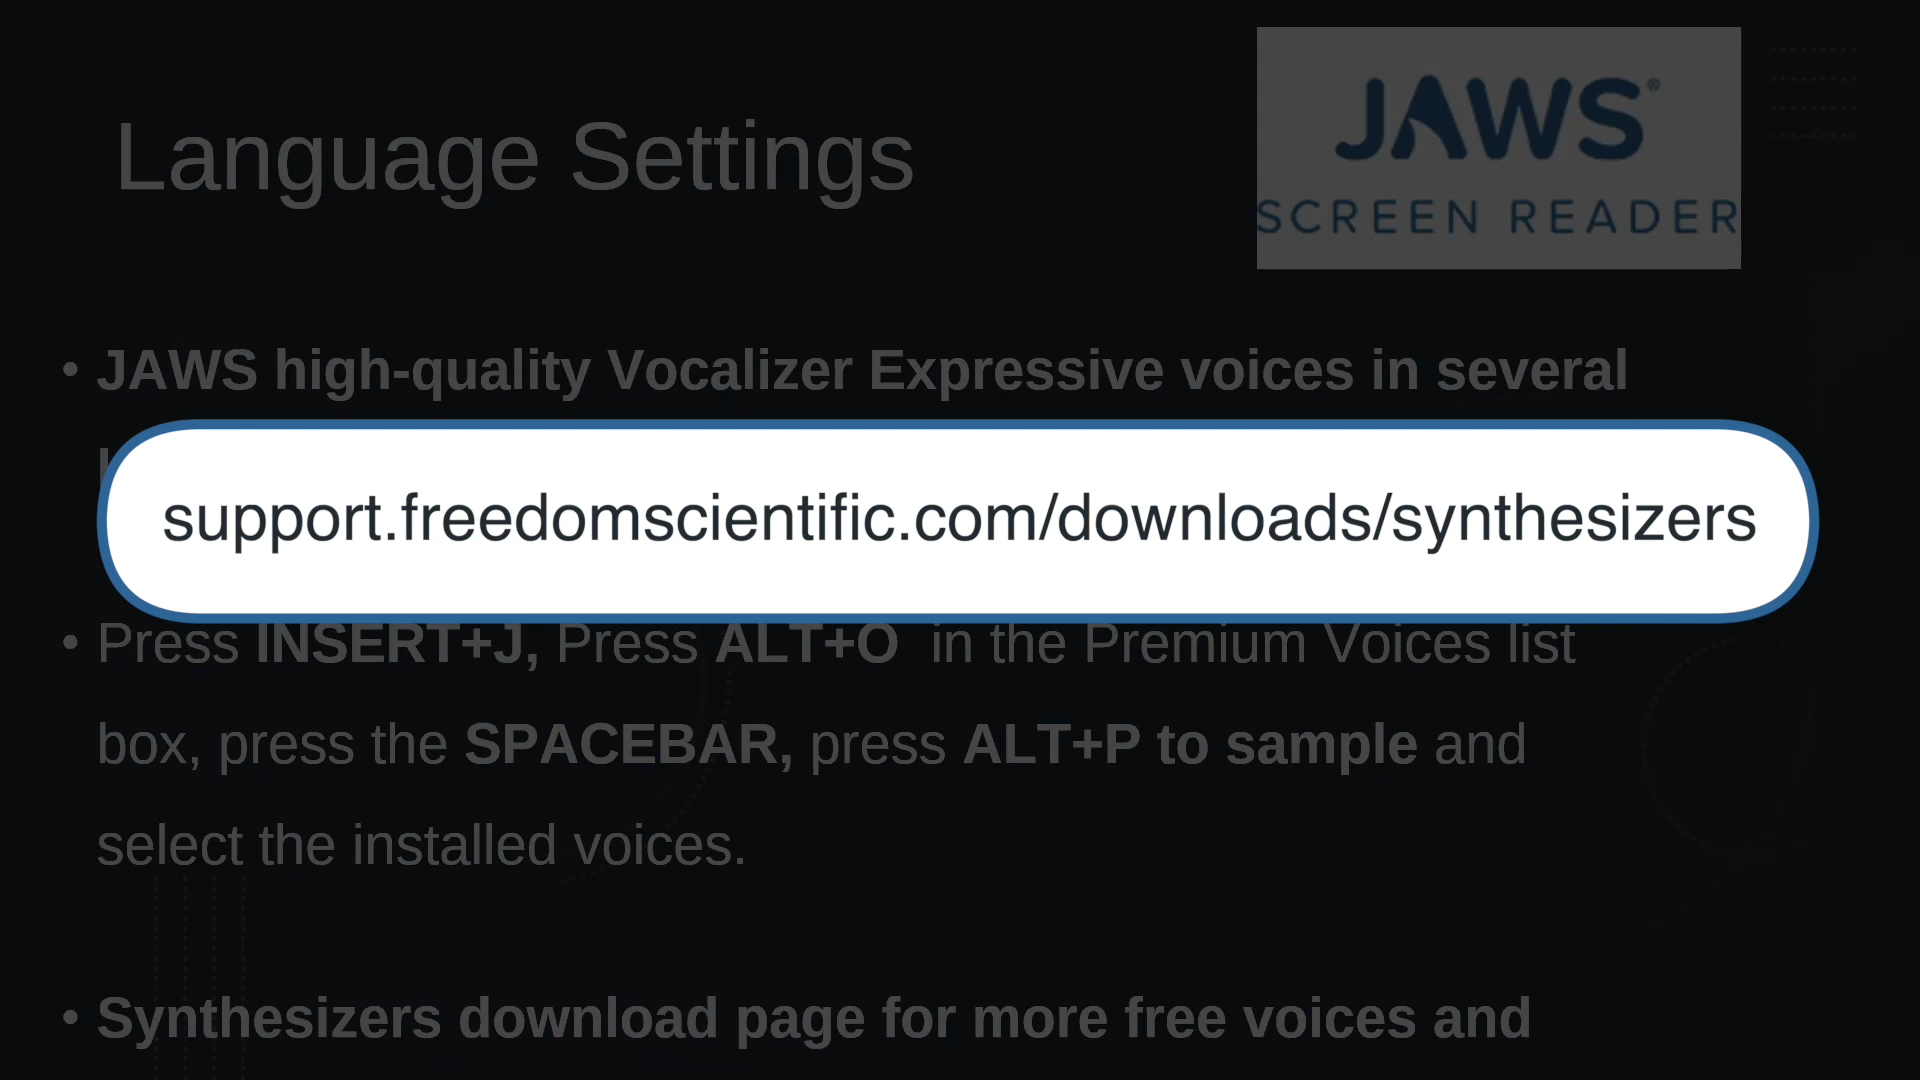 JAWS®
SCREEN READER
Language Settings
• JAWS high-quality Vocalizer Expressive voices in several
support.freedomscientific.com/downloads/synthesizers
• Press INSERT+J, Press ALT+O in the Premium Voices list
box, press the SPACEBAR, press ALT+P to sample and
select the installed voices.
• Synthesizers download page for more free voices and